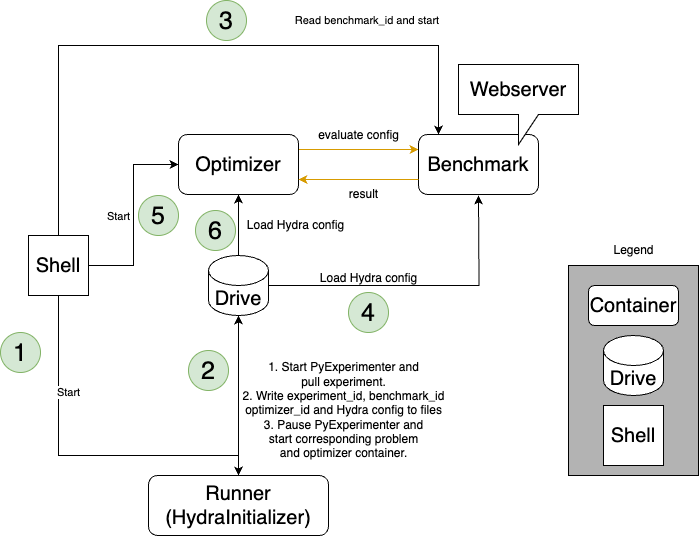 3
Read benchmark_id and start
Webserver
evaluate config
Optimizer
Benchmark
result
Start
5
6
Load Hydra config
Shell
Drive
Load Hydra config
4
Legend
Container
Drive
Shell
1
2
Start
1. Start PyExperimenter and
pull experiment.
2. Write experiment_id, benchmark_id
optimizer_id and Hydra config to files
3. Pause PyExperimenter and
start corresponding problem
and optimizer container.
Runner
(HydraInitializer)